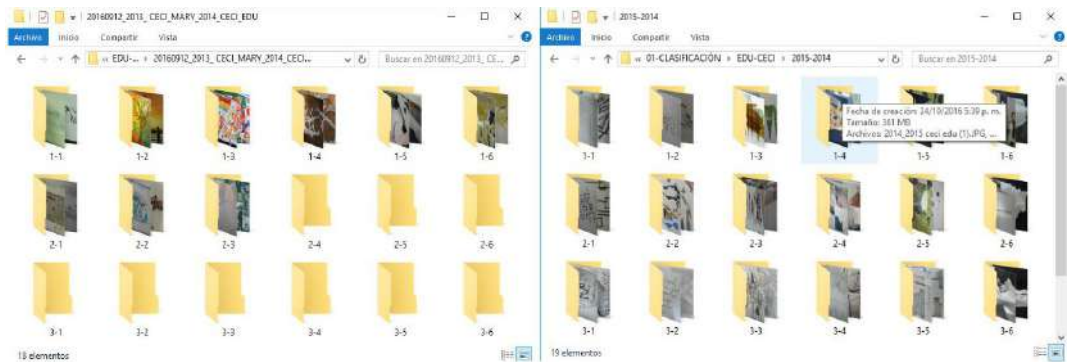 20160912_2013_ CECI_MARY_2014_CECI_EDU
Archivo Inicio Compartir Vista
« EDU-... › 20160912_2013_ CECI_MARY_2014_CECI...
Buscar en 20160912_2013_ CE...
1-1 1-2 1-3 1-4 1-5 1-6
2-1 2-2 2-3 2-4 2-5 2-6
3-1 3-2 3-3 3-4 3-5 3-6
18 elementos
2015-2014
Archivo Inicio Compartir Vista
« 01-CLASIFICACIÓN › EDU-CECI › 2015-2014
Buscar en 2015-2014
Fecha de creación: 24/10/2016 5:39 p. m.
Tamaño: 381 MB
Archivos: 2014_2015 ceci edu (1).JPG, ...
1-1 1-2 1-3 1-4 1-5 1-6
2-1 2-2 2-3 2-4 2-5 2-6
3-1 3-2 3-3 3-4 3-5 3-6
19 elementos